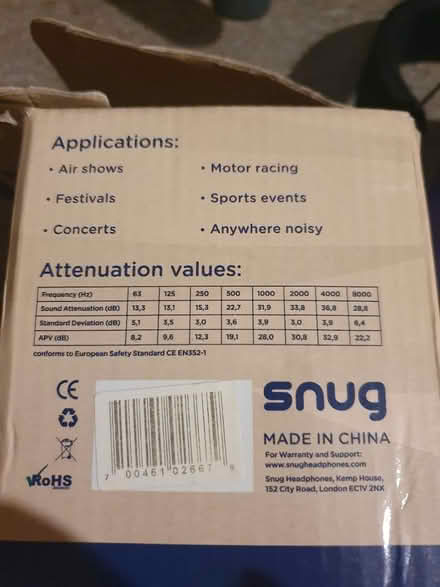 Applications:
• Air shows • Motor racing
• Festivals • Sports events
• Concerts • Anywhere noisy
Attenuation values:
Frequency (Hz) 63 125 250 500 1000 2000 4000 8000
Sound Attenuation (dB) 13,3 13,1 15,3 22,7 31,9 33,8 36,8 28,8
Standard Deviation (dB) 5,1 3,5 3,0 3,6 3,9 3,0 3,9 6,4
APV (dB) 8,2 9,6 12,3 19,1 28,0 30,8 32,9 22,2
conforms to European Safety Standard CE EN352-1
CE
snug
MADE IN CHINA
For Warranty and Support:
www.snugheadphones.com
Snug Headphones, Kemp House,
152 City Road, London EC1V 2NX
7 00461 02667 9
RoHS